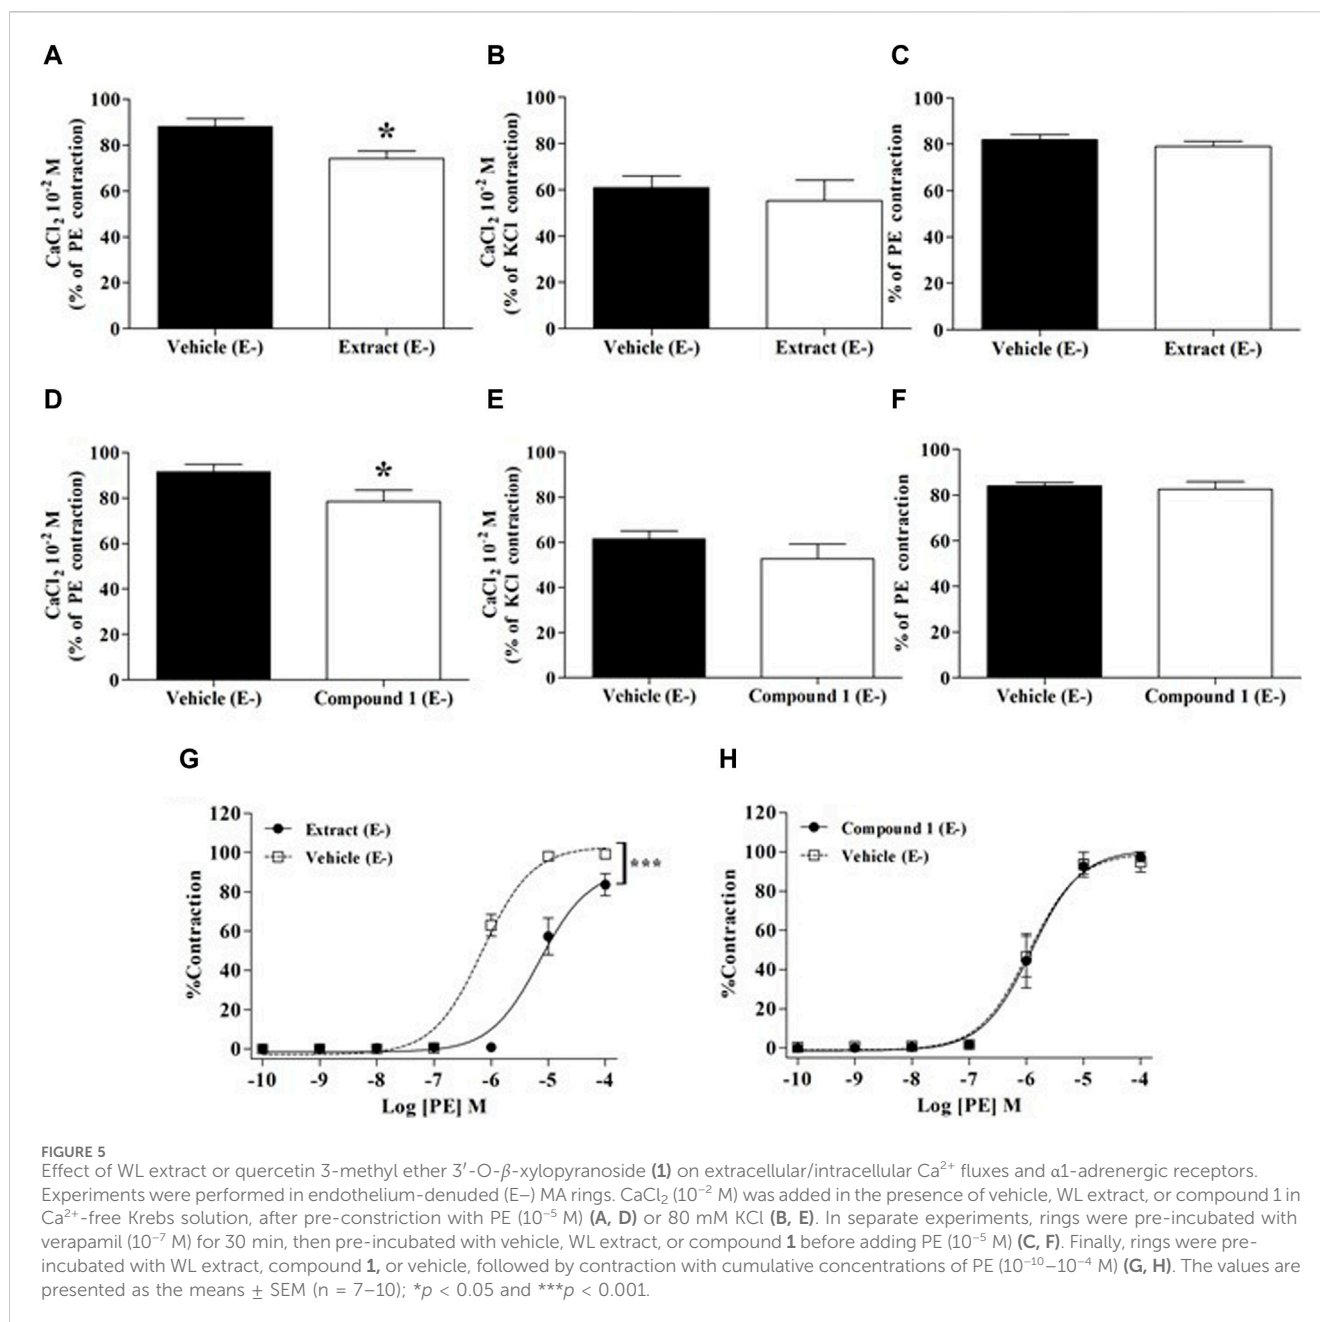 A
B
C
CaCl₂ 10⁻² M
(% of PE contraction)
100
80
60
40
20
0
*
Vehicle (E-)
Extract (E-)
CaCl₂ 10⁻² M
(% of KCl contraction)
100
80
60
40
20
0
Vehicle (E-)
Extract (E-)
% of PE contraction
100
80
60
40
20
0
Vehicle (E-)
Extract (E-)
D
E
F
CaCl₂ 10⁻² M
(% of PE contraction)
100
80
60
40
20
0
*
Vehicle (E-)
Compound 1 (E-)
CaCl₂ 10⁻² M
(% of KCl contraction)
100
80
60
40
20
0
Vehicle (E-)
Compound 1 (E-)
% of PE contraction
100
80
60
40
20
0
Vehicle (E-)
Compound 1 (E-)
G
H
%Contraction
120
100
80
60
40
20
0
Extract (E-)
Vehicle (E-)
***
-10 -9 -8 -7 -6 -5 -4
Log [PE] M
%Contraction
120
100
80
60
40
20
0
Compound 1 (E-)
Vehicle (E-)
-10 -9 -8 -7 -6 -5 -4
Log [PE] M
FIGURE 5
Effect of WL extract or quercetin 3-methyl ether 3′-O-β-xylopyranoside (1) on extracellular/intracellular Ca²⁺ fluxes and α1-adrenergic receptors.
Experiments were performed in endothelium-denuded (E–) MA rings. CaCl₂ (10⁻² M) was added in the presence of vehicle, WL extract, or compound 1 in
Ca²⁺-free Krebs solution, after pre-constriction with PE (10⁻⁵ M) (A, D) or 80 mM KCl (B, E). In separate experiments, rings were pre-incubated with
verapamil (10⁻⁷ M) for 30 min, then pre-incubated with vehicle, WL extract, or compound 1 before adding PE (10⁻⁵ M) (C, F). Finally, rings were pre-
incubated with WL extract, compound 1, or vehicle, followed by contraction with cumulative concentrations of PE (10⁻¹⁰–10⁻⁴ M) (G, H). The values are
presented as the means ± SEM (n = 7–10); *p < 0.05 and ***p < 0.001.